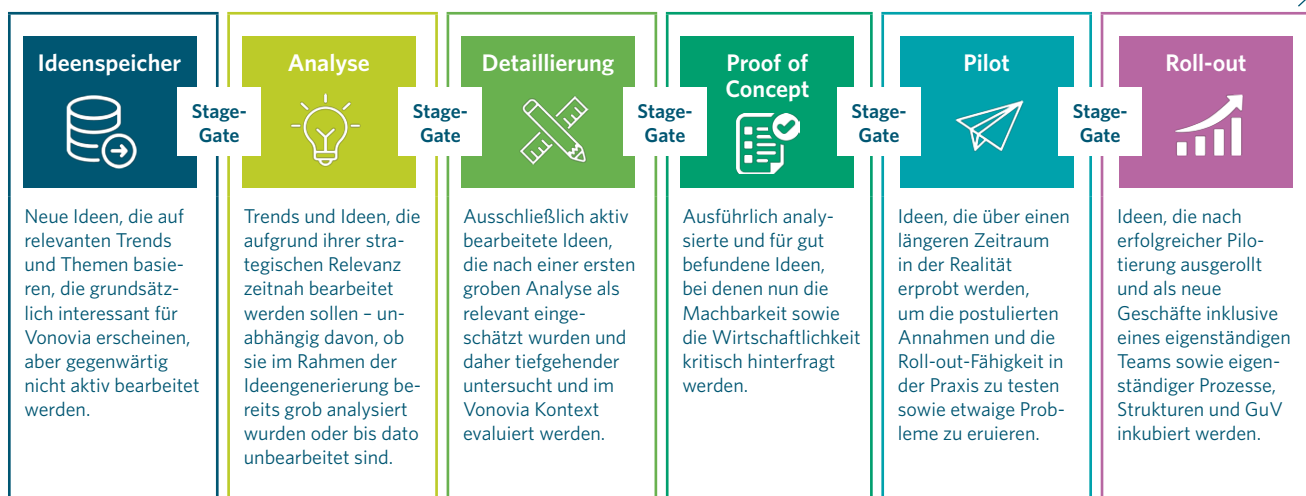 Ideenspeicher
Stage-
Gate
Analyse
Stage-
Gate
Detaillierung
Stage-
Gate
Proof of
Concept
Stage-
Gate
Pilot
Stage-
Gate
Roll-out
Neue Ideen, die auf
relevanten Trends
und Themen basie-
ren, die grundsätz-
lich interessant für
Vonovia erscheinen,
aber gegenwärtig
nicht aktiv bearbeitet
werden.
Trends und Ideen, die
aufgrund ihrer stra-
tegischen Relevanz
zeitnah bearbeitet
werden sollen – un-
abhängig davon, ob
sie im Rahmen der
Ideengenerierung be-
reits grob analysiert
wurden oder bis dato
unbearbeitet sind.
Ausschließlich aktiv
bearbeitete Ideen,
die nach einer ersten
groben Analyse als
relevant einge-
schätzt wurden und
daher tiefgehender
untersucht und im
Vonovia Kontext
evaluiert werden.
Ausführlich analy-
sierte und für gut
befundene Ideen,
bei denen nun die
Machbarkeit sowie
die Wirtschaftlichkeit
kritisch hinterfragt
werden.
Ideen, die über einen
längeren Zeitraum
in der Realität
erprobt werden,
um die postulierten
Annahmen und die
Roll-out-Fähigkeit in
der Praxis zu testen
sowie etwaige Prob-
leme zu eruieren.
Ideen, die nach
erfolgreicher Pilo-
tierung ausgerollt
und als neue
Geschäfte inklusive
eines eigenständigen
Teams sowie eigen-
ständiger Prozesse,
Strukturen und GuV
inkubiert werden.